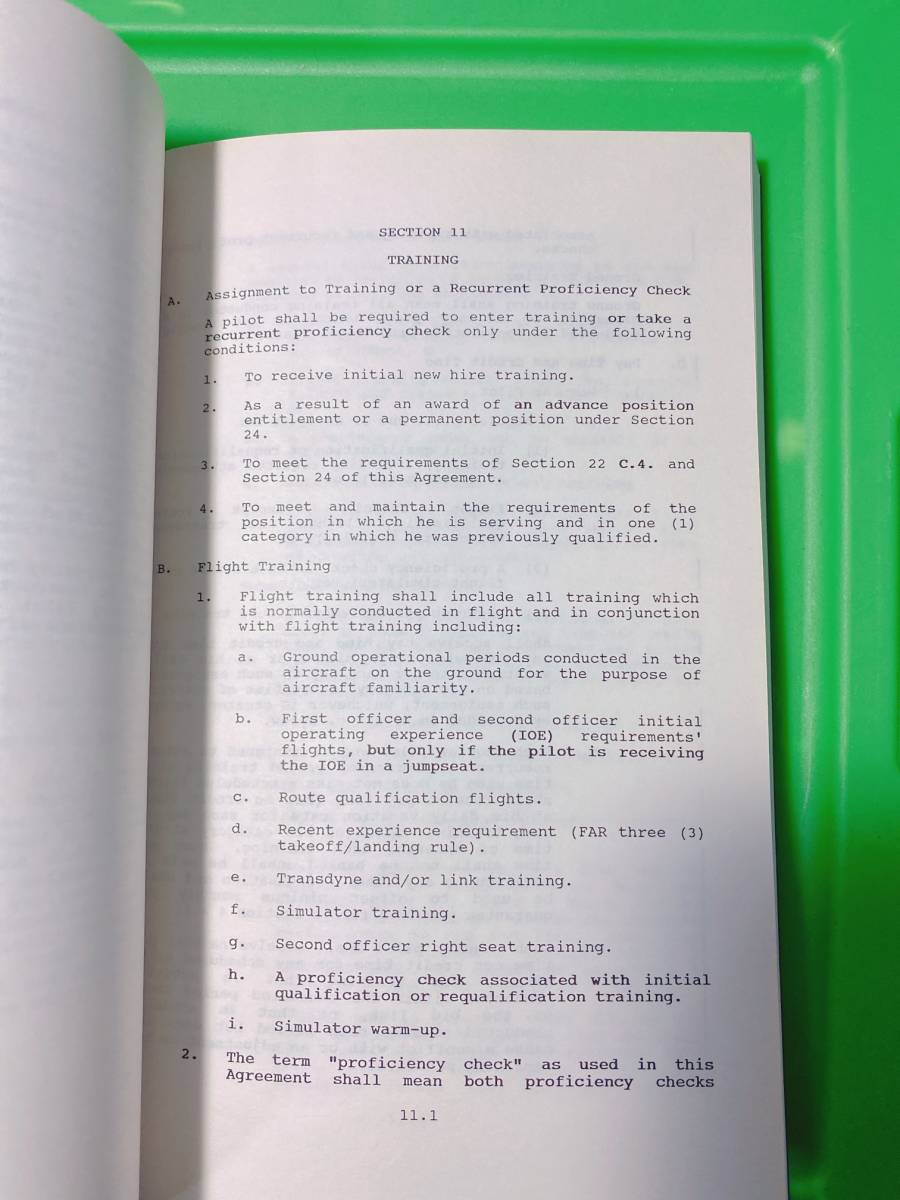 SECTION 11
TRAINING
A. Assignment to Training or a Recurrent Proficiency Check
A pilot shall be required to enter training or take a
recurrent proficiency check only under the following
conditions:
1. To receive initial new hire training.
2. As a result of an award of an advance position
entitlement or a permanent position under Section
24.
3. To meet the requirements of Section 22 C.4. and
Section 24 of this Agreement.
4. To meet and maintain the requirements of the
position in which he is serving and in one (1)
category in which he was previously qualified.
B. Flight Training
1. Flight training shall include all training which
is normally conducted in flight and in conjunction
with flight training including:
a. Ground operational periods conducted in the
aircraft on the ground for the purpose of
aircraft familiarity.
b. First officer and second officer initial
operating experience (IOE) requirements'
flights, but only if the pilot is receiving
the IOE in a jumpseat.
c. Route qualification flights.
d. Recent experience requirement (FAR three (3)
takeoff/landing rule).
e. Transdyne and/or link training.
f. Simulator training.
g. Second officer right seat training.
h. A proficiency check associated with initial
qualification or requalification training.
i. Simulator warm-up.
2. The term "proficiency check" as used in this
Agreement shall mean both proficiency checks
11.1